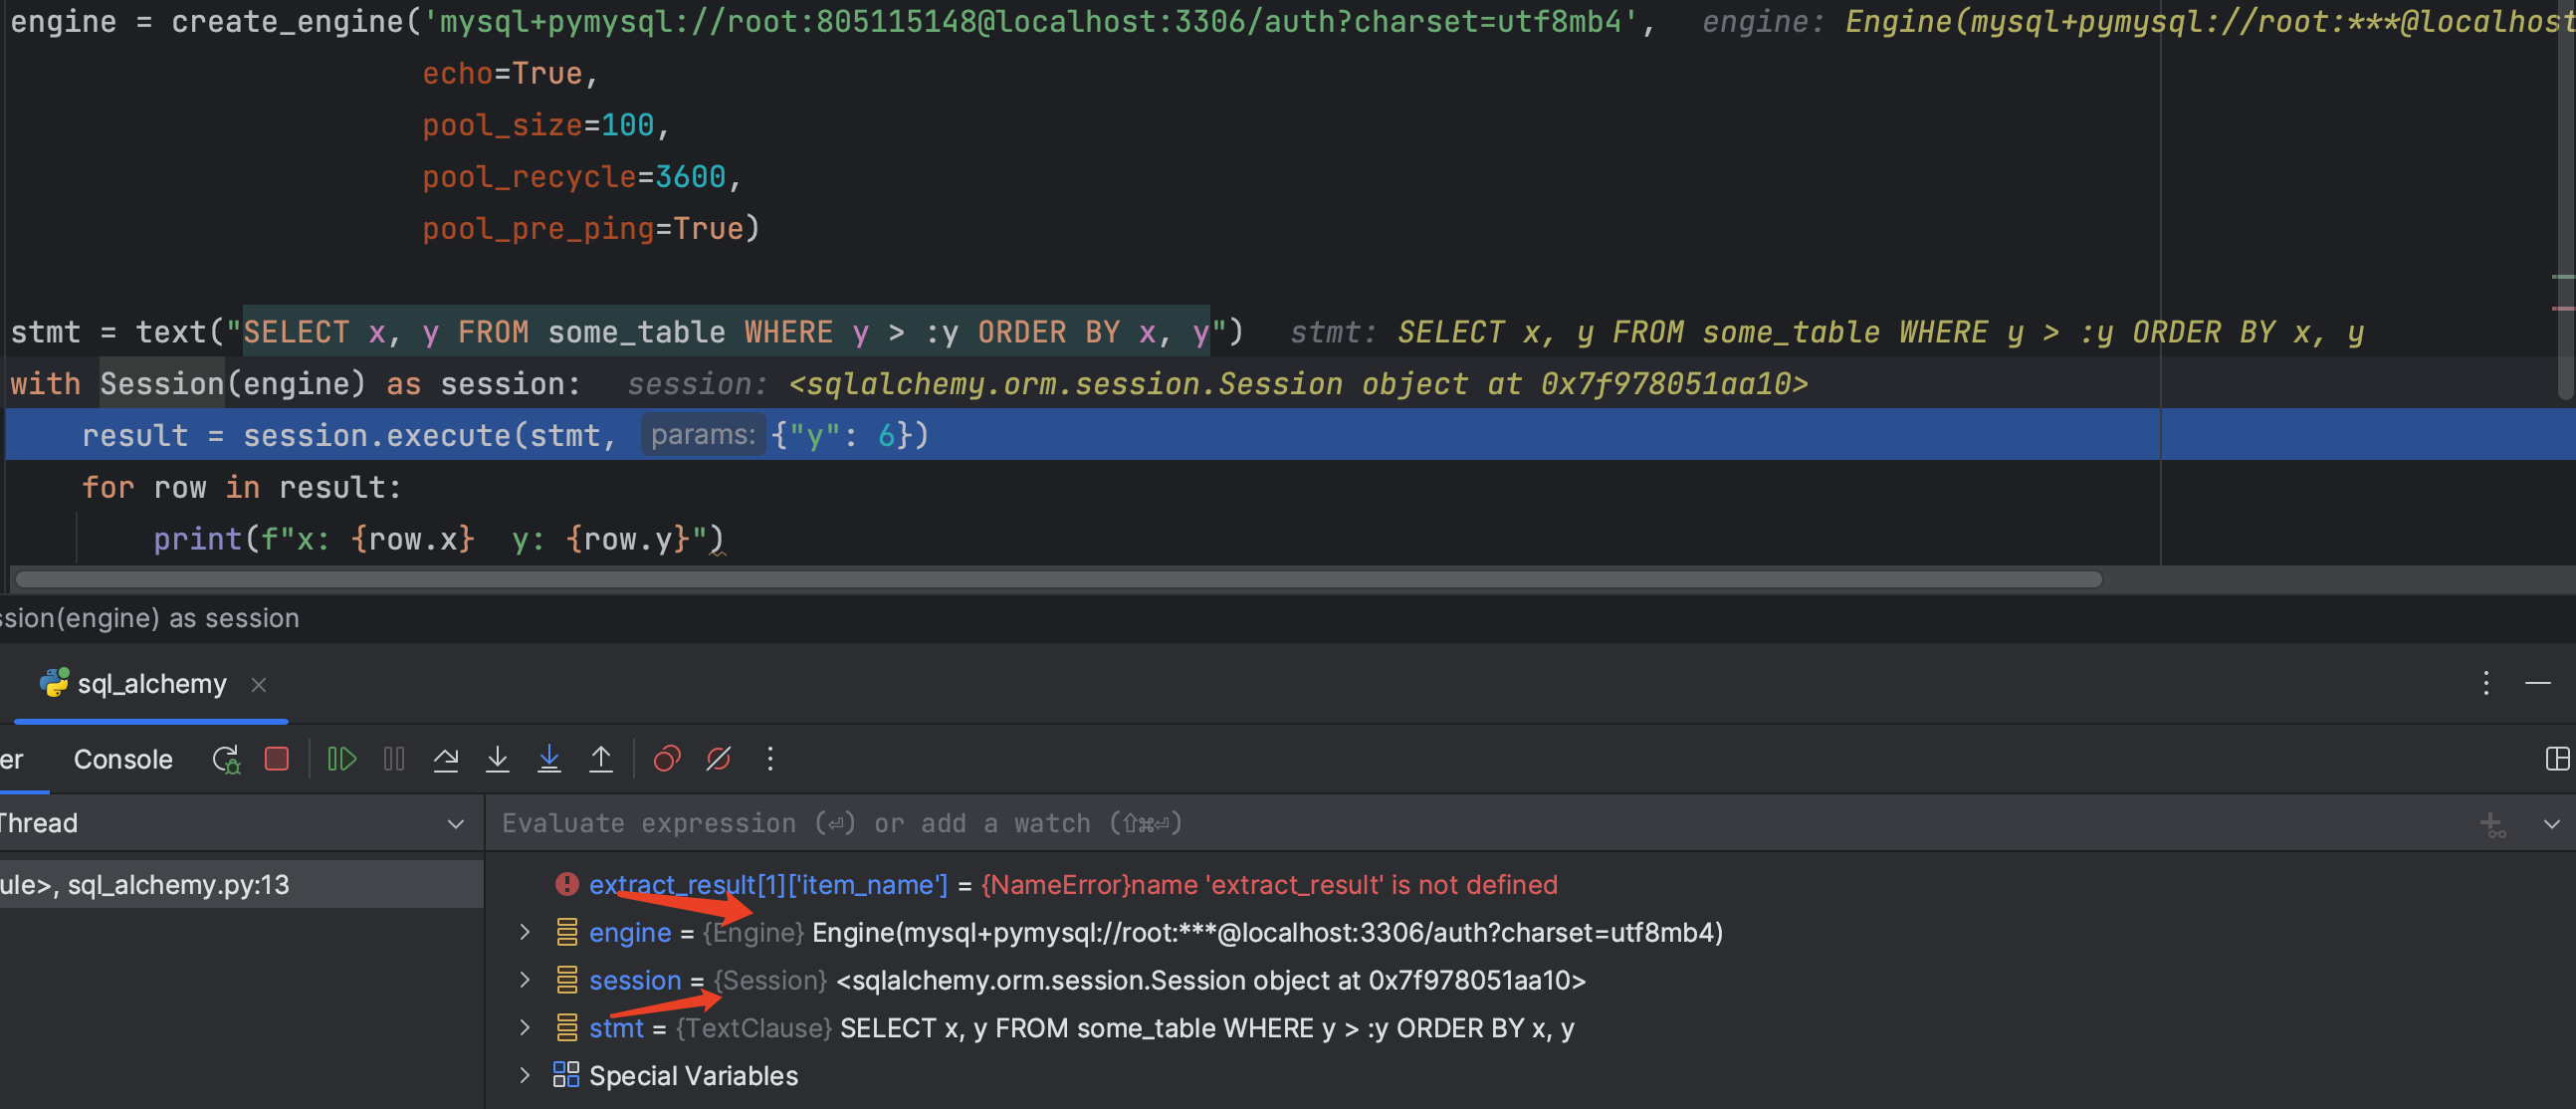 engine = create_engine('mysql+pymysql://root:805115148@localhost:3306/auth?charset=utf8mb4', engine: Engine(mysql+pymysql://root:***@localhost
echo=True,
pool_size=100,
pool_recycle=3600,
pool_pre_ping=True)
stmt = text("SELECT x, y FROM some_table WHERE y > :y ORDER BY x, y") stmt: SELECT x, y FROM some_table WHERE y > :y ORDER BY x, y
with Session(engine) as session: session: <sqlalchemy.orm.session.Session object at 0x7f978051aa10>
result = session.execute(stmt, params: {"y": 6})
for row in result:
print(f"x: {row.x}  y: {row.y}")
ssion(engine) as session
sql_alchemy
er Console
Thread
Evaluate expression (⏎) or add a watch (⇧⌘⏎)
ule>, sql_alchemy.py:13
extract_result[1]['item_name'] = {NameError}name 'extract_result' is not defined
engine = {Engine} Engine(mysql+pymysql://root:***@localhost:3306/auth?charset=utf8mb4)
session = {Session} <sqlalchemy.orm.session.Session object at 0x7f978051aa10>
stmt = {TextClause} SELECT x, y FROM some_table WHERE y > :y ORDER BY x, y
Special Variables